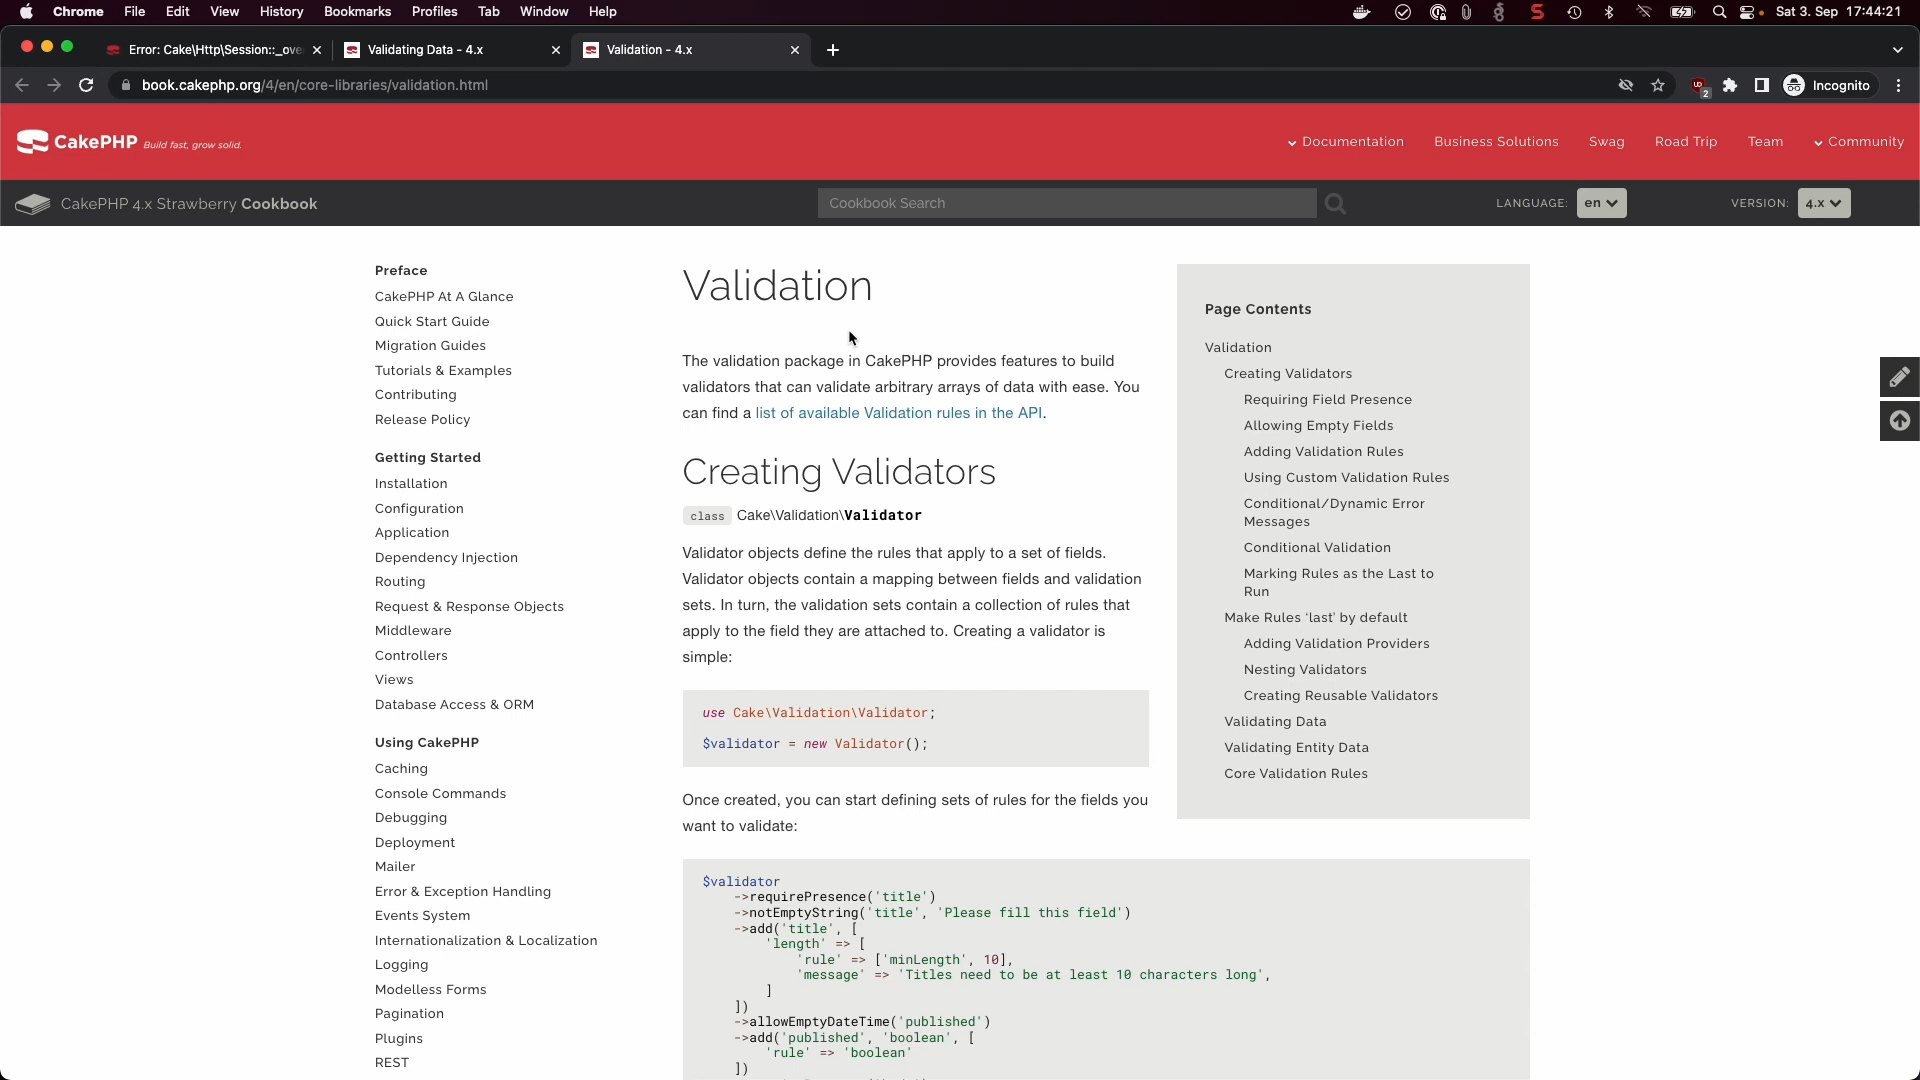 Chrome File Edit View History Bookmarks Profiles Tab Window Help Sat 3. Sep 17:44:21
Error: Cake\Http\Session::_ove Validating Data - 4.x Validation - 4.x
book.cakephp.org/4/en/core-libraries/validation.html 2 Incognito
CakePHP Build fast, grow solid. Documentation Business Solutions Swag Road Trip Team Community
CakePHP 4.x Strawberry Cookbook Cookbook Search LANGUAGE: en VERSION: 4.x
Preface
CakePHP At A Glance
Quick Start Guide
Migration Guides
Tutorials & Examples
Contributing
Release Policy
Getting Started
Installation
Configuration
Application
Dependency Injection
Routing
Request & Response Objects
Middleware
Controllers
Views
Database Access & ORM
Using CakePHP
Caching
Console Commands
Debugging
Deployment
Mailer
Error & Exception Handling
Events System
Internationalization & Localization
Logging
Modelless Forms
Pagination
Plugins
REST
Validation
The validation package in CakePHP provides features to build
validators that can validate arbitrary arrays of data with ease. You
can find a list of available Validation rules in the API.
Creating Validators
class Cake\Validation\Validator
Validator objects define the rules that apply to a set of fields.
Validator objects contain a mapping between fields and validation
sets. In turn, the validation sets contain a collection of rules that
apply to the field they are attached to. Creating a validator is
simple:
use Cake\Validation\Validator;
$validator = new Validator();
Once created, you can start defining sets of rules for the fields you
want to validate:
$validator
->requirePresence('title')
->notEmptyString('title', 'Please fill this field')
->add('title', [
'length' => [
'rule' => ['minLength', 10],
'message' => 'Titles need to be at least 10 characters long',
]
])
->allowEmptyDateTime('published')
->add('published', 'boolean', [
'rule' => 'boolean'
])
Page Contents
Validation
Creating Validators
Requiring Field Presence
Allowing Empty Fields
Adding Validation Rules
Using Custom Validation Rules
Conditional/Dynamic Error
Messages
Conditional Validation
Marking Rules as the Last to
Run
Make Rules ‘last’ by default
Adding Validation Providers
Nesting Validators
Creating Reusable Validators
Validating Data
Validating Entity Data
Core Validation Rules